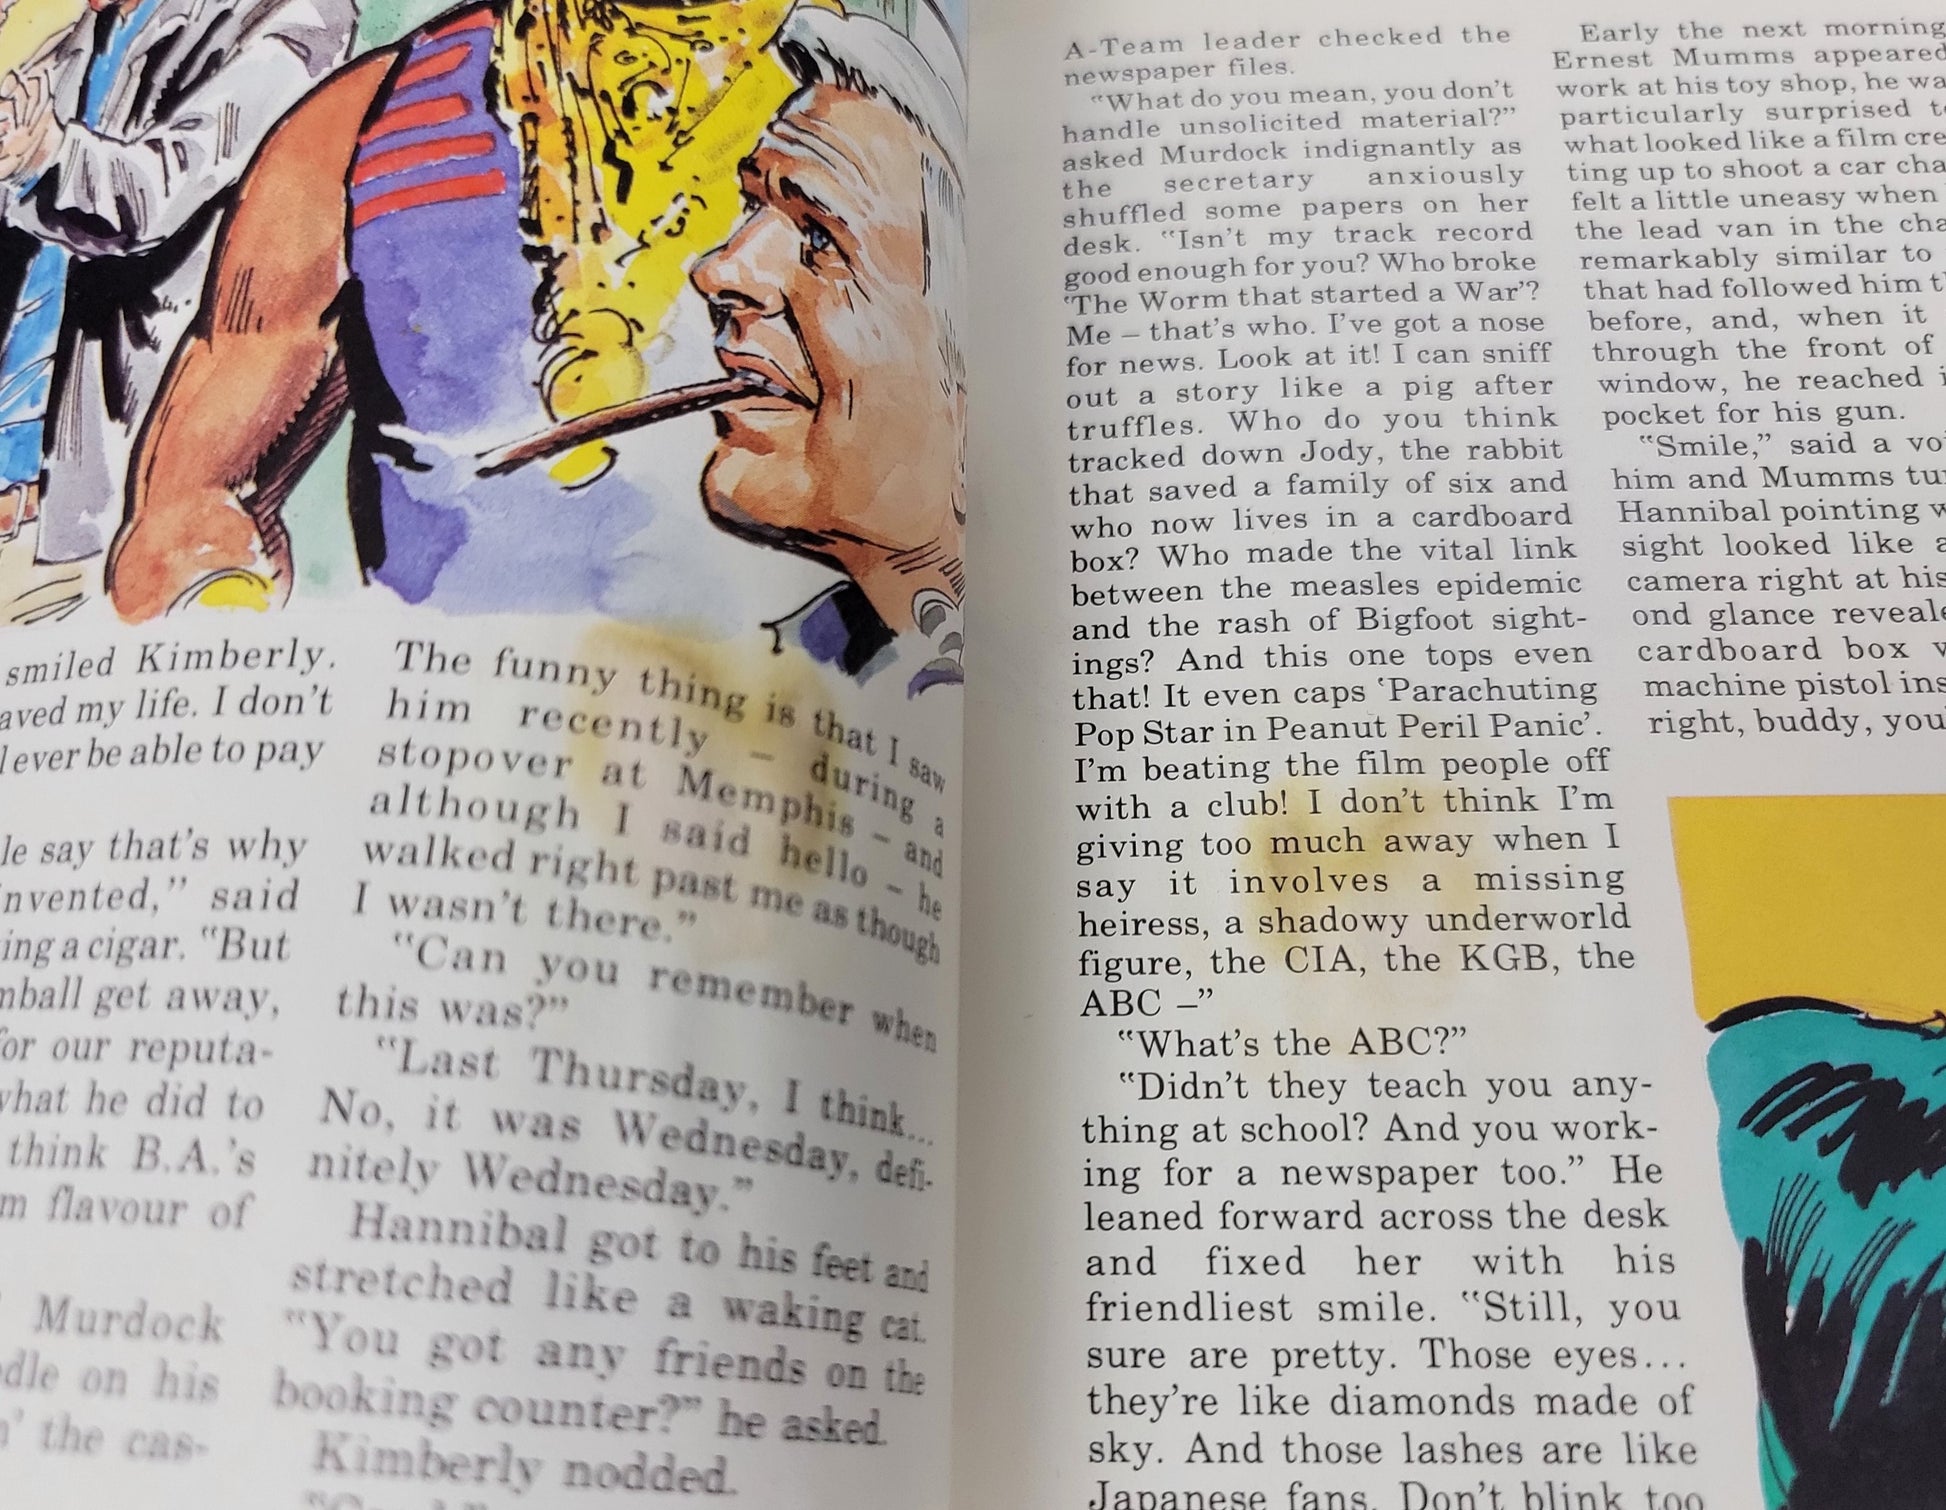 smiled Kimberly.
my life. I don't
ever be able to pay
say that's why
said
a cigar. "But
get away,
our reputa-
what he did to
think B.A.'s
flavour of
Murdock
on his
the cas-
The funny thing is that I saw
him recently – during a
stopover at Memphis – and
although I said hello – he
walked right past me as though
I wasn't there."
"Can you remember when
this was?"
"Last Thursday, I think...
No, it was Wednesday, defi-
nitely Wednesday."
Hannibal got to his feet and
stretched like a waking cat.
"You got any friends on the
booking counter?" he asked.
Kimberly nodded.
A-Team leader checked the
newspaper files.
"What do you mean, you don't
handle unsolicited material?"
asked Murdock indignantly as
the secretary anxiously
shuffled some papers on her
desk. "Isn't my track record
good enough for you? Who broke
'The Worm that started a War'?
Me – that's who. I've got a nose
for news. Look at it! I can sniff
out a story like a pig after
truffles. Who do you think
tracked down Jody, the rabbit
that saved a family of six and
who now lives in a cardboard
box? Who made the vital link
between the measles epidemic
and the rash of Bigfoot sight-
ings? And this one tops even
that! It even caps 'Parachuting
Pop Star in Peanut Peril Panic'.
I'm beating the film people off
with a club! I don't think I'm
giving too much away when I
say it involves a missing
heiress, a shadowy underworld
figure, the CIA, the KGB, the
ABC –"
"What's the ABC?"
"Didn't they teach you any-
thing at school? And you work-
ing for a newspaper too." He
leaned forward across the desk
and fixed her with his
friendliest smile. "Still, you
sure are pretty. Those eyes...
they're like diamonds made of
sky. And those lashes are like
Japanese fans. Don't blink too
Early the next morning
Ernest Mumms appeared
work at his toy shop, he
particularly surprised
what looked like a film
ting up to shoot a car
felt a little uneasy when
the lead van in the
remarkably similar to
that had followed him
before, and, when it
through the front of
window, he reached
pocket for his gun.
"Smile," said a
him and Mumms
Hannibal pointing
sight looked like
camera right at his
ond glance
cardboard box
machine pistol
right, buddy,